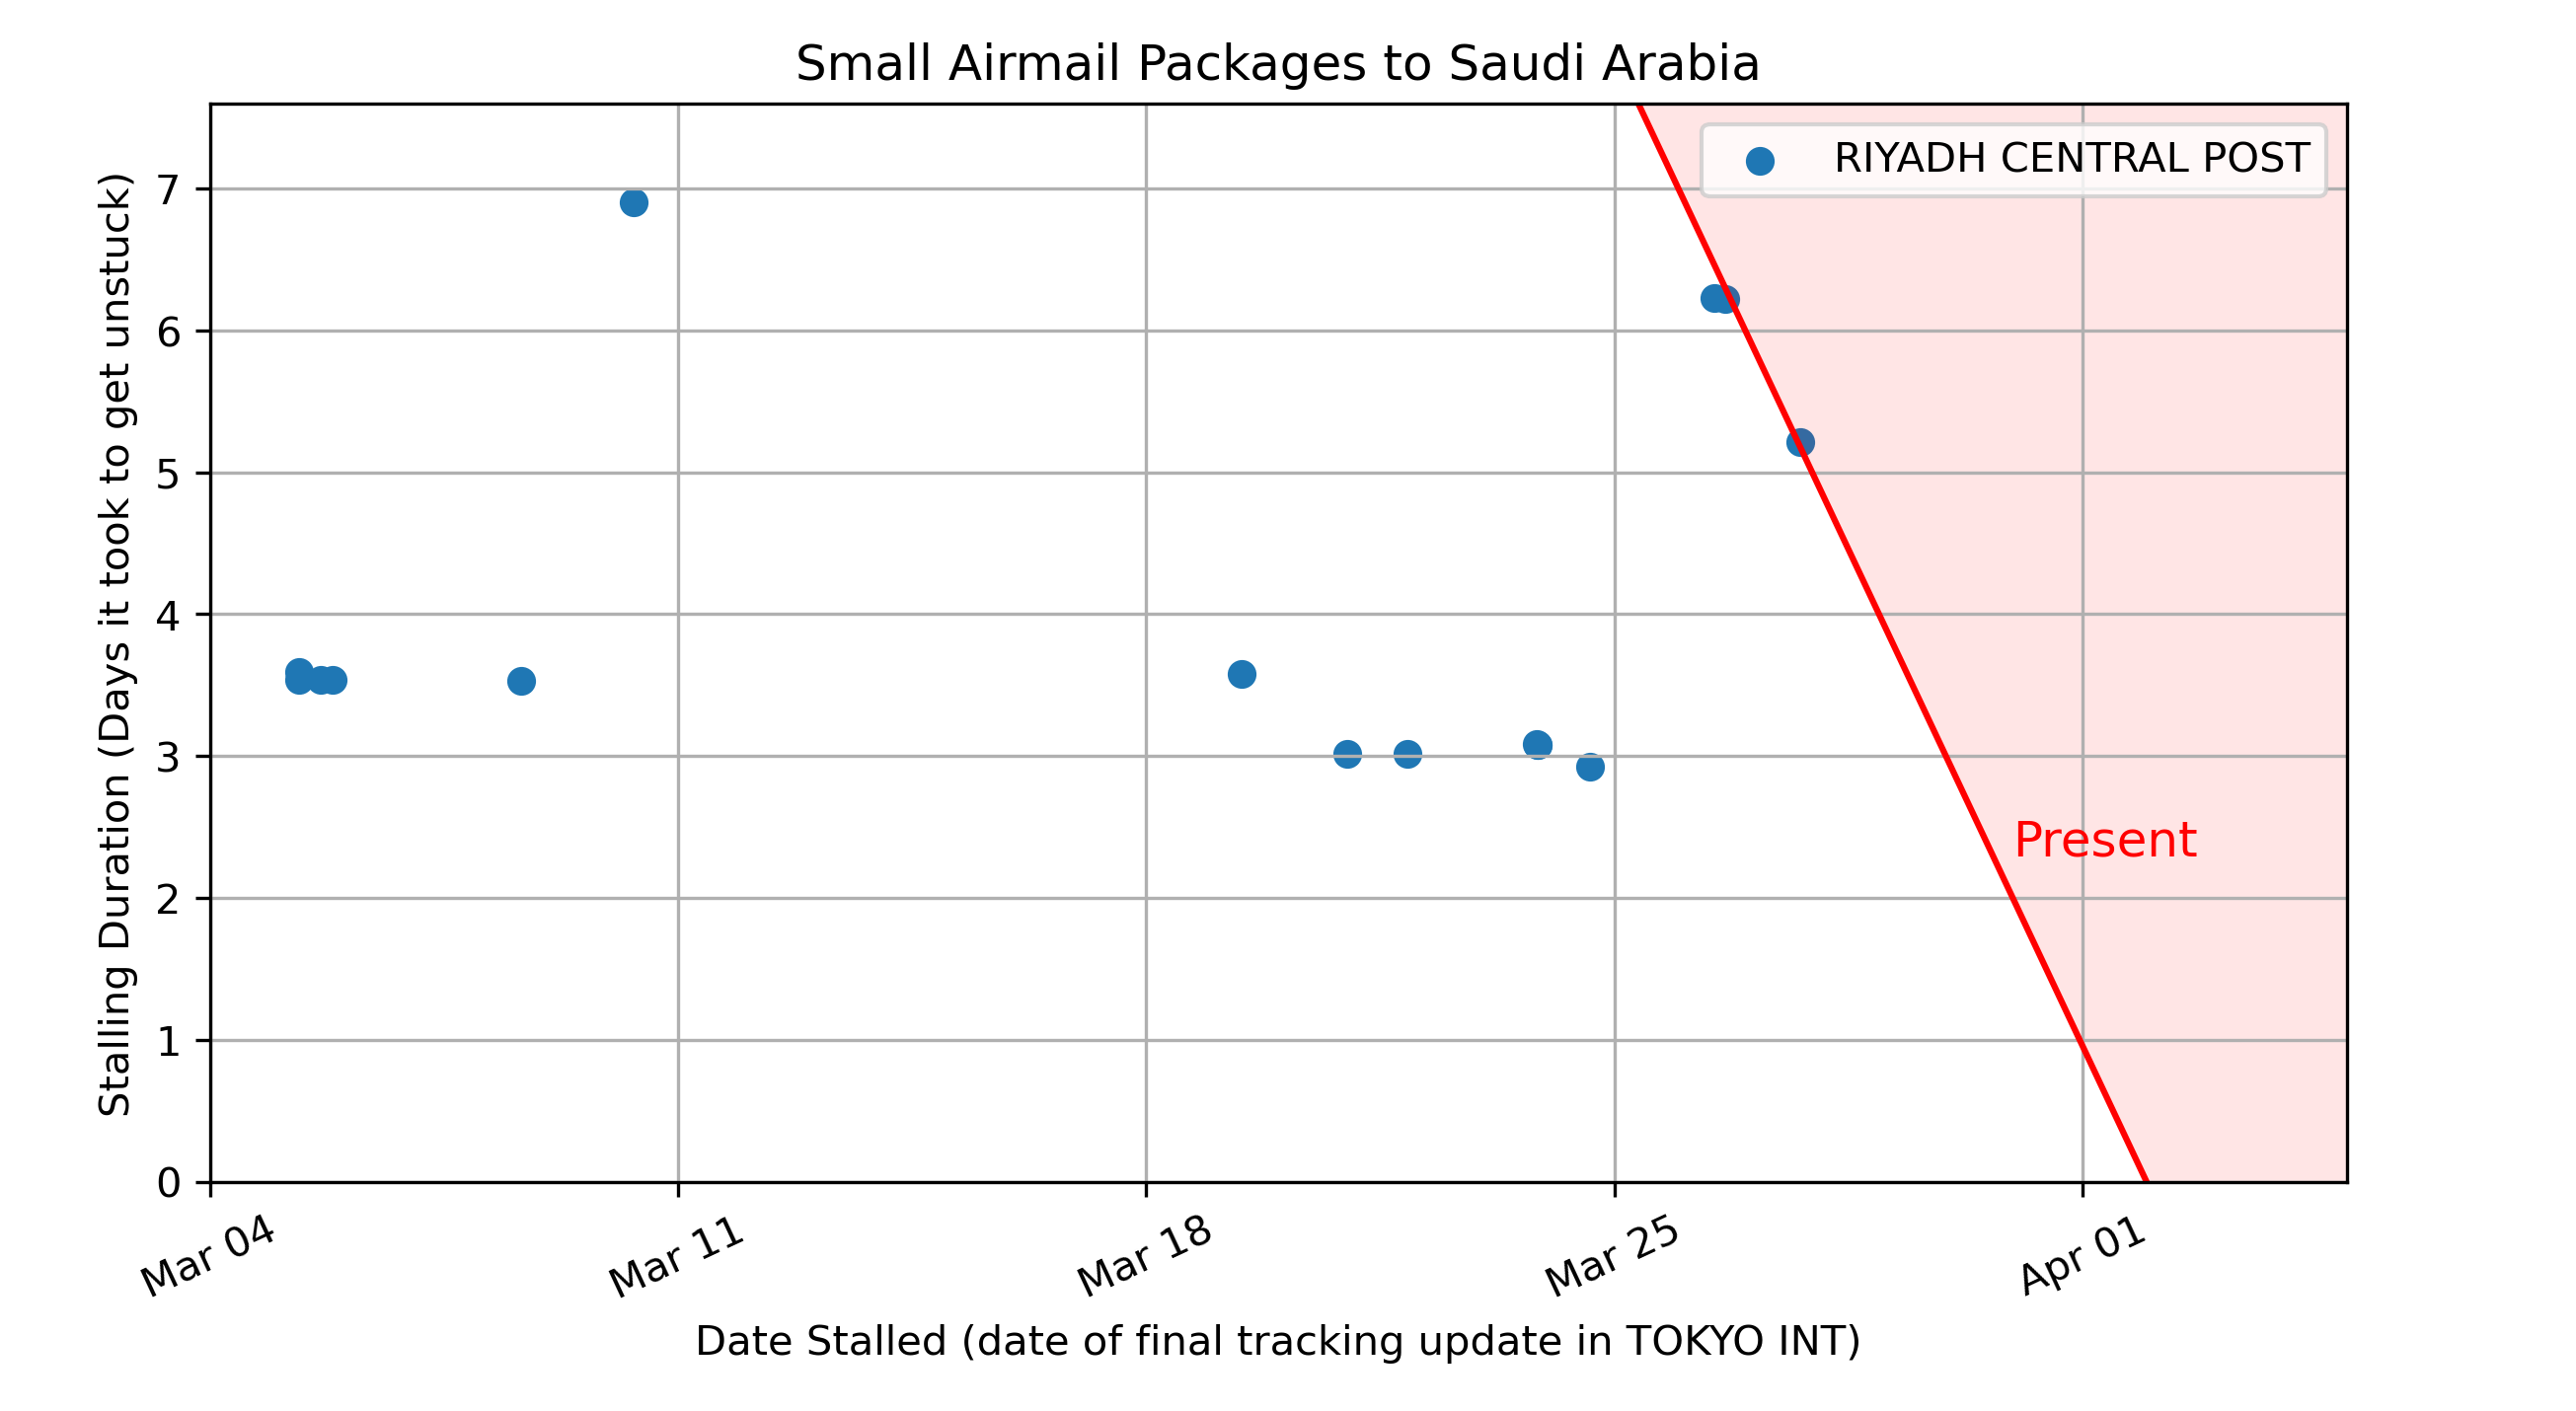 Small Airmail Packages to Saudi Arabia
RIYADH CENTRAL POST
Stalling Duration (Days it took to get unstuck)
7
6
5
4
3
2
1
0
Present
Mar 04
Mar 11
Mar 18
Mar 25
Apr 01
Date Stalled (date of final tracking update in TOKYO INT)